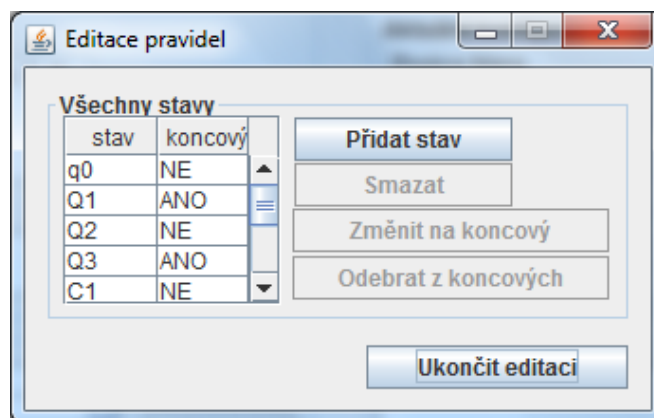 Editace pravidel
Všechny stavy
stav koncový
q0 NE
Q1 ANO
Q2 NE
Q3 ANO
C1 NE
Přidat stav
Smazat
Změnit na koncový
Odebrat z koncových
Ukončit editaci